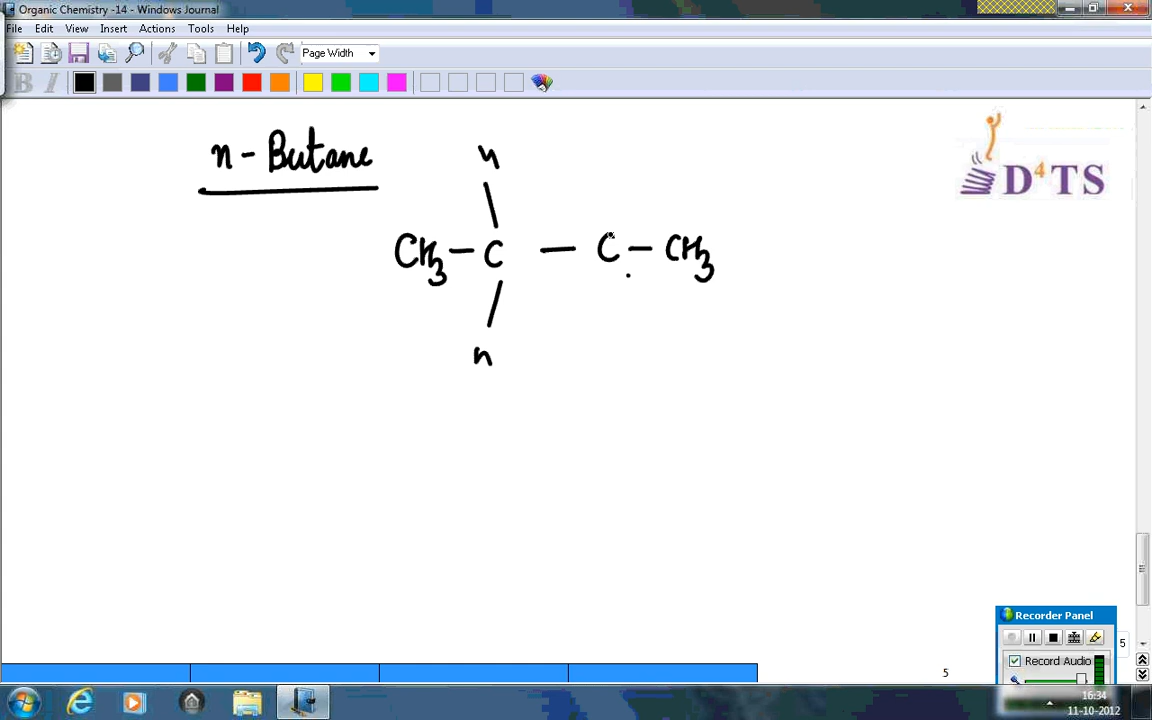 Organic Chemistry -14 - Windows Journal
File Edit View Insert Actions Tools Help
Page Width
B I
n - Butane
H
D4TS
CH3 - C - C - CH3
H
5
Recorder Panel
5
Record Audio
16:34
11-10-2012